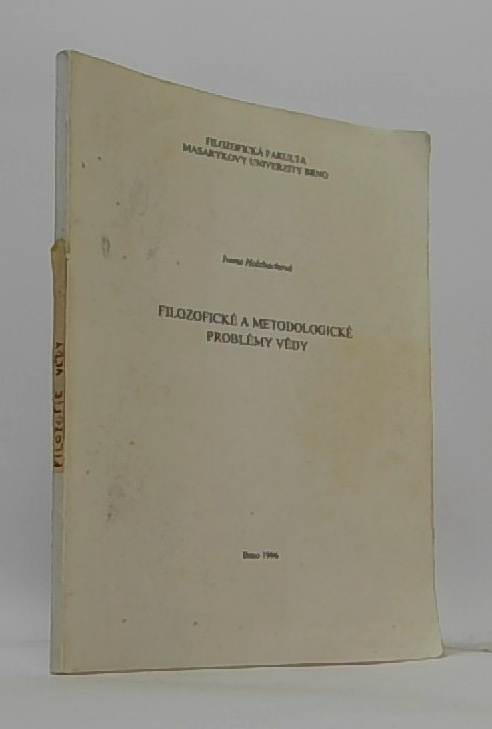 FILOZOFICKÁ FAKULTA
MASARYKOVY UNIVERZITY BRNO
Ivana Holzbachová
FILOZOFICKÉ A METODOLOGICKÉ
PROBLÉMY VĚDY
Brno 1996
FILOZOFIE VĚDY